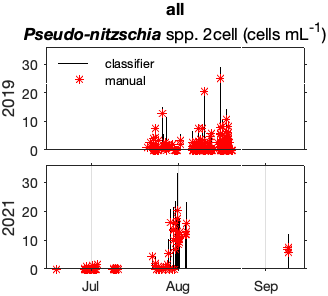 all
Pseudo-nitzschia spp. 2cell (cells mL⁻¹)
classifier
manual
30
20
10
0
2019
30
20
10
0
2021
Jul Aug Sep